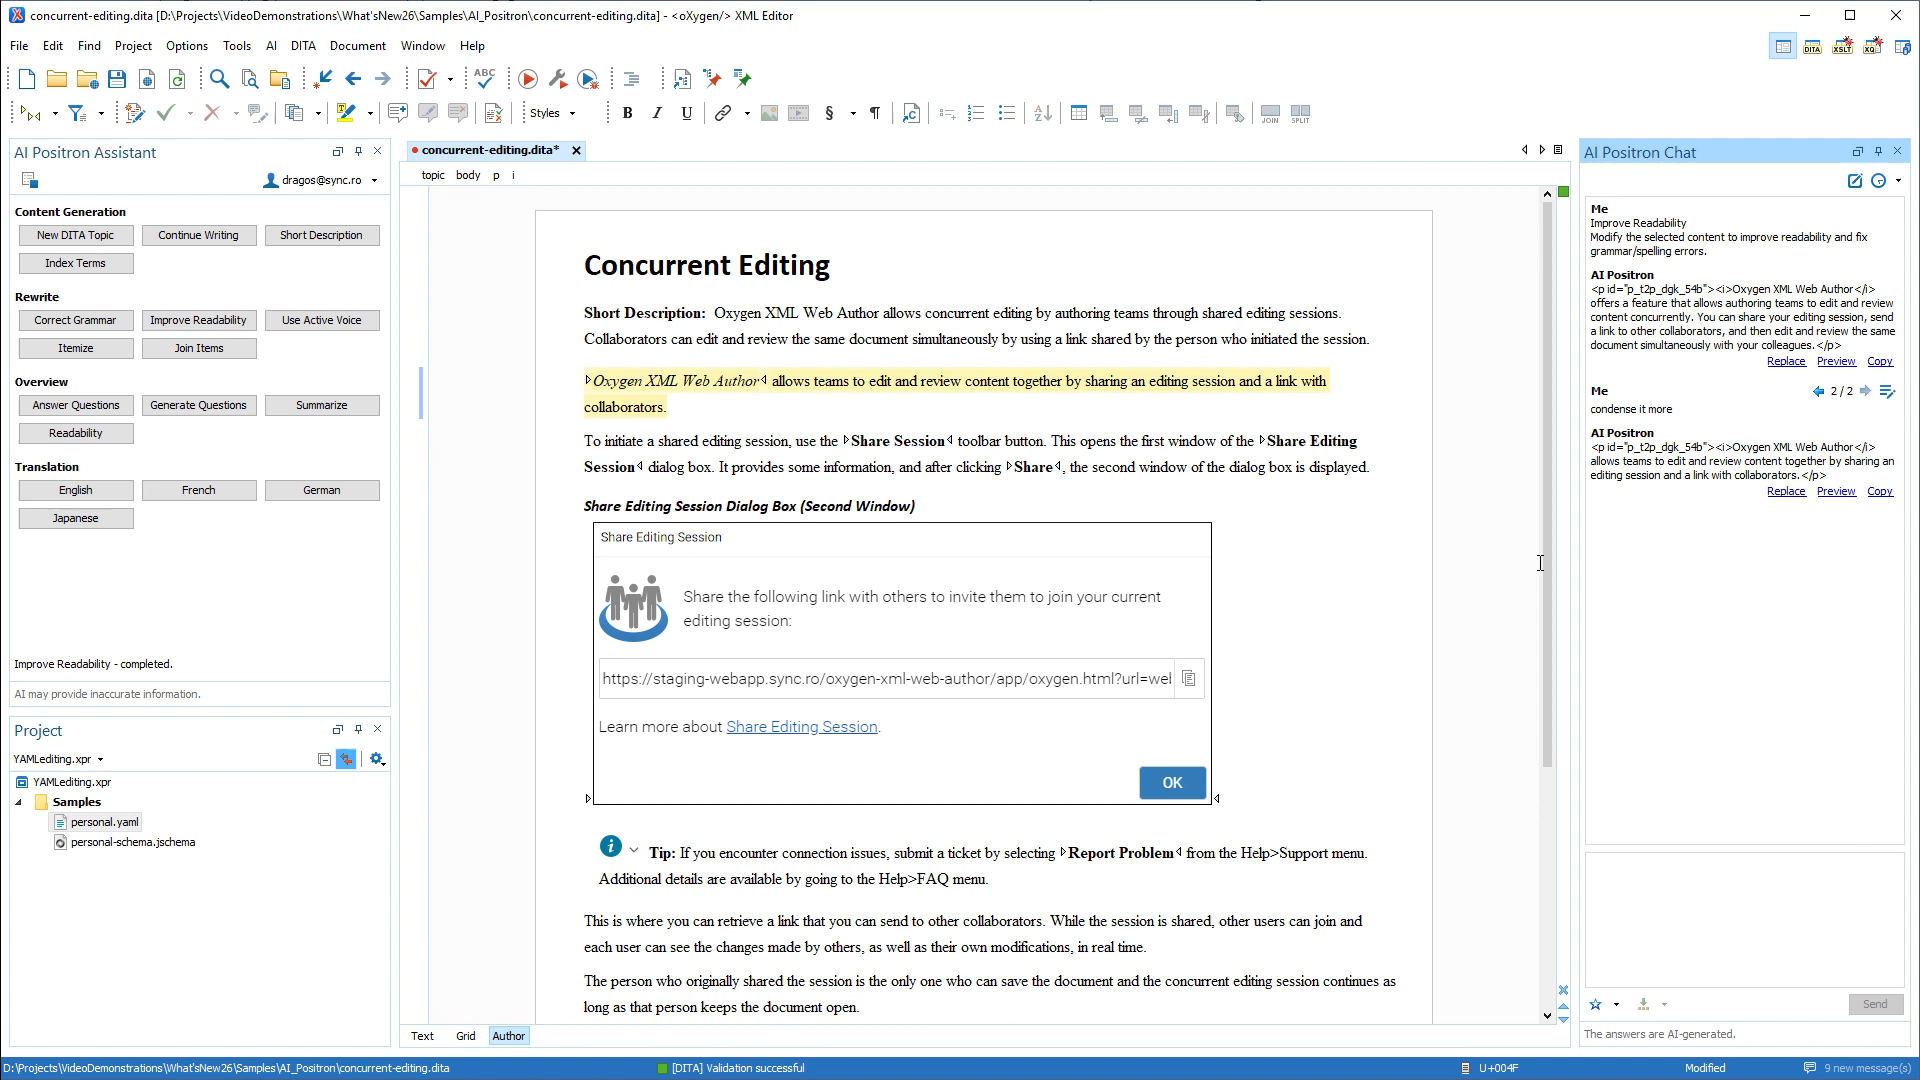 concurrent-editing.dita [D:\Projects\VideoDemonstrations\What'sNew26\Samples\AI_Positron\concurrent-editing.dita] - <oXygen/> XML Editor
File Edit Find Project Options Tools AI DITA Document Window Help
DITA XSLT XQ
ABC
Styles B I U § ¶ JOIN SPLIT
AI Positron Assistant
dragos@sync.ro
Content Generation
New DITA Topic Continue Writing Short Description
Index Terms
Rewrite
Correct Grammar Improve Readability Use Active Voice
Itemize Join Items
Overview
Answer Questions Generate Questions Summarize
Readability
Translation
English French German
Japanese
Improve Readability - completed.
AI may provide inaccurate information.
Project
YAMLediting.xpr
YAMLediting.xpr
Samples
personal.yaml
personal-schema.jschema
concurrent-editing.dita*
topic body p i
Concurrent Editing
Short Description: Oxygen XML Web Author allows concurrent editing by authoring teams through shared editing sessions.
Collaborators can edit and review the same document simultaneously by using a link shared by the person who initiated the session.
Oxygen XML Web Author allows teams to edit and review content together by sharing an editing session and a link with
collaborators.
To initiate a shared editing session, use the Share Session toolbar button. This opens the first window of the Share Editing
Session dialog box. It provides some information, and after clicking Share, the second window of the dialog box is displayed.
Share Editing Session Dialog Box (Second Window)
Share Editing Session
Share the following link with others to invite them to join your current
editing session:
https://staging-webapp.sync.ro/oxygen-xml-web-author/app/oxygen.html?url=wel
Learn more about Share Editing Session.
OK
Tip: If you encounter connection issues, submit a ticket by selecting Report Problem from the Help>Support menu.
Additional details are available by going to the Help>FAQ menu.
This is where you can retrieve a link that you can send to other collaborators. While the session is shared, other users can join and
each user can see the changes made by others, as well as their own modifications, in real time.
The person who originally shared the session is the only one who can save the document and the concurrent editing session continues as
long as that person keeps the document open.
Text Grid Author
AI Positron Chat
Me
Improve Readability
Modify the selected content to improve readability and fix
grammar/spelling errors.
AI Positron
<p id="p_t2p_dgk_54b"><i>Oxygen XML Web Author</i>
offers a feature that allows authoring teams to edit and review
content concurrently. You can share your editing session, send
a link to other collaborators, and then edit and review the same
document simultaneously with your colleagues.</p>
Replace Preview Copy
Me 2 / 2
condense it more
AI Positron
<p id="p_t2p_dgk_54b"><i>Oxygen XML Web Author</i>
allows teams to edit and review content together by sharing an
editing session and a link with collaborators.</p>
Replace Preview Copy
Send
The answers are AI-generated.
D:\Projects\VideoDemonstrations\What'sNew26\Samples\AI_Positron\concurrent-editing.dita [DITA] Validation successful U+004F Modified 9 new message(s)